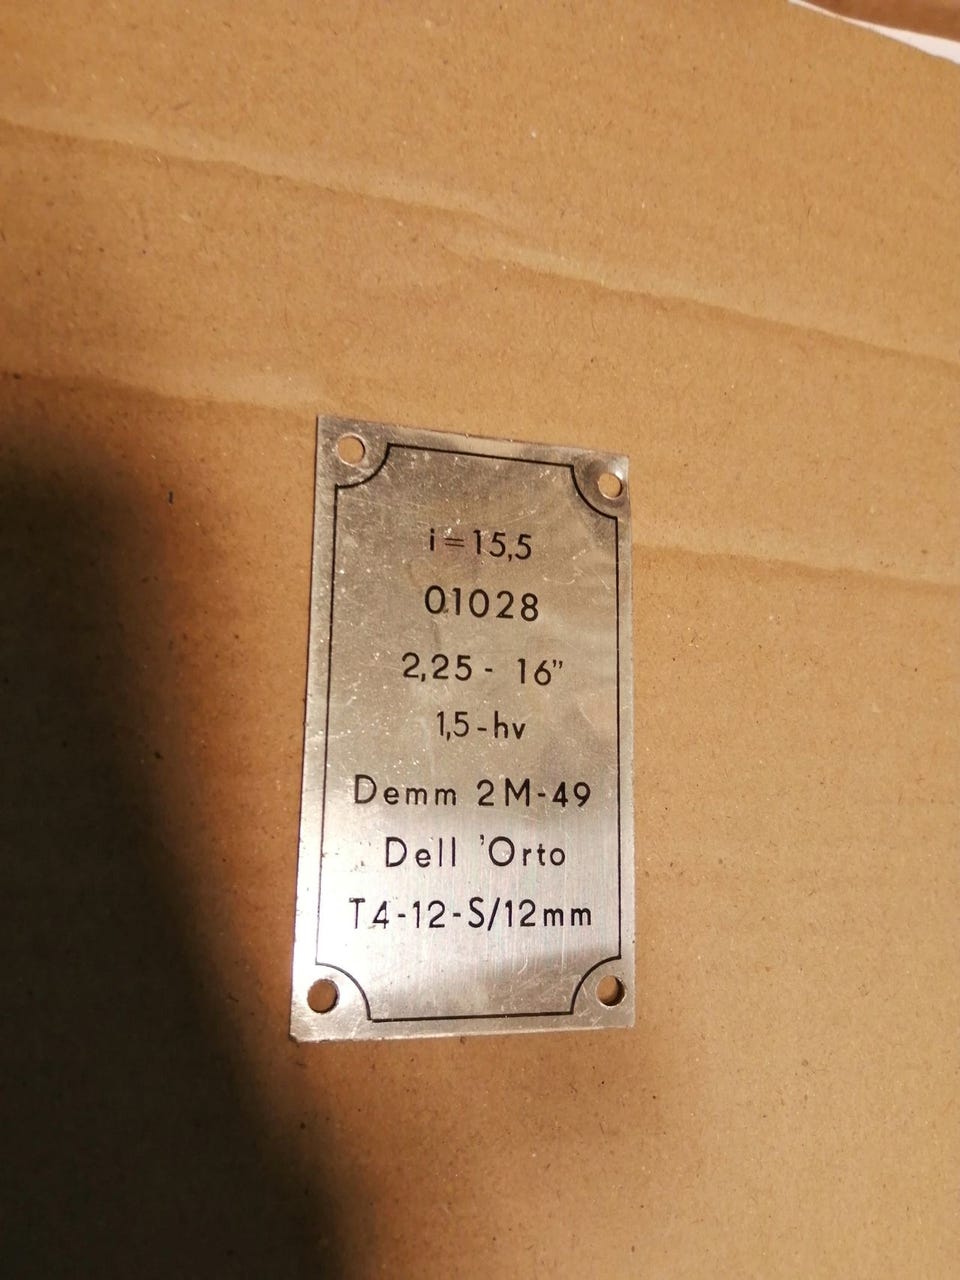 i=15,5
01028
2,25 - 16"
1,5-hv
Demm 2M-49
Dell 'Orto
T4-12-S/12mm